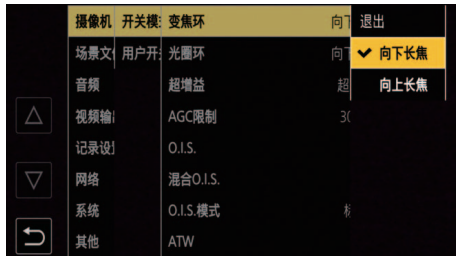 摄像机 开关模 变焦环 向下 退出
场景文 用户开 光圈环 向下 向下长焦
音频 超增益 超 向上长焦
视频输 AGC限制 30
记录设 O.I.S.
网络 混合O.I.S.
系统 O.I.S.模式
其他 ATW